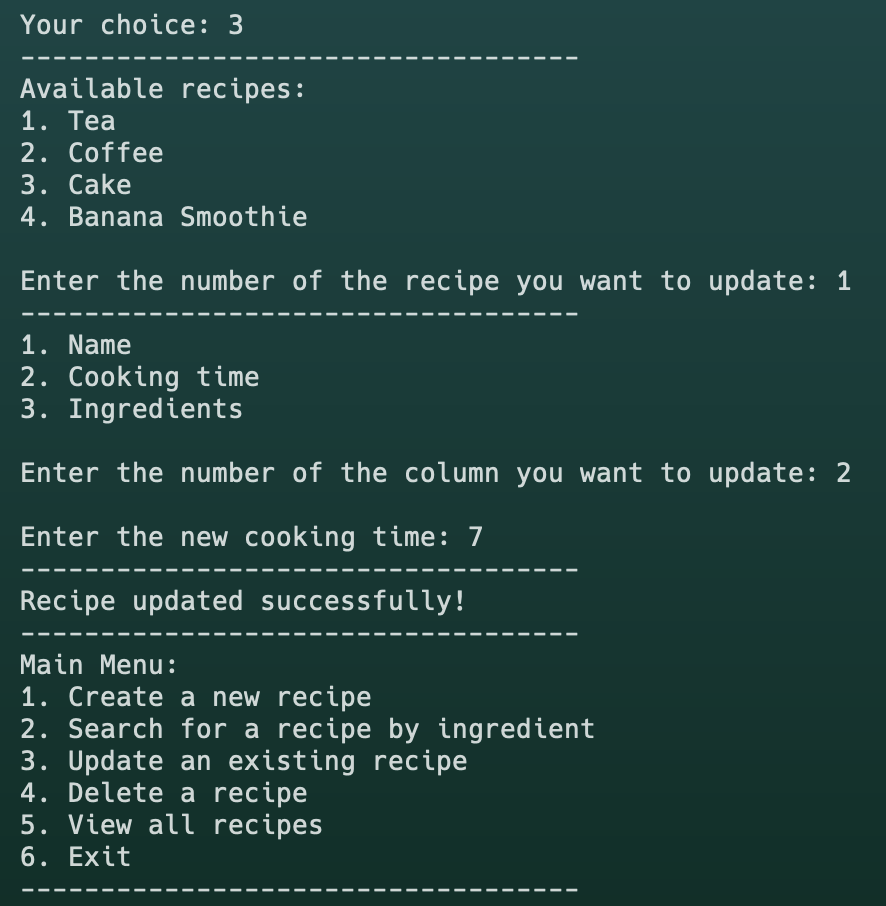 Your choice: 3
-----------------------------------
Available recipes:
1. Tea
2. Coffee
3. Cake
4. Banana Smoothie
Enter the number of the recipe you want to update: 1
-----------------------------------
1. Name
2. Cooking time
3. Ingredients
Enter the number of the column you want to update: 2
Enter the new cooking time: 7
-----------------------------------
Recipe updated successfully!
-----------------------------------
Main Menu:
1. Create a new recipe
2. Search for a recipe by ingredient
3. Update an existing recipe
4. Delete a recipe
5. View all recipes
6. Exit
-----------------------------------